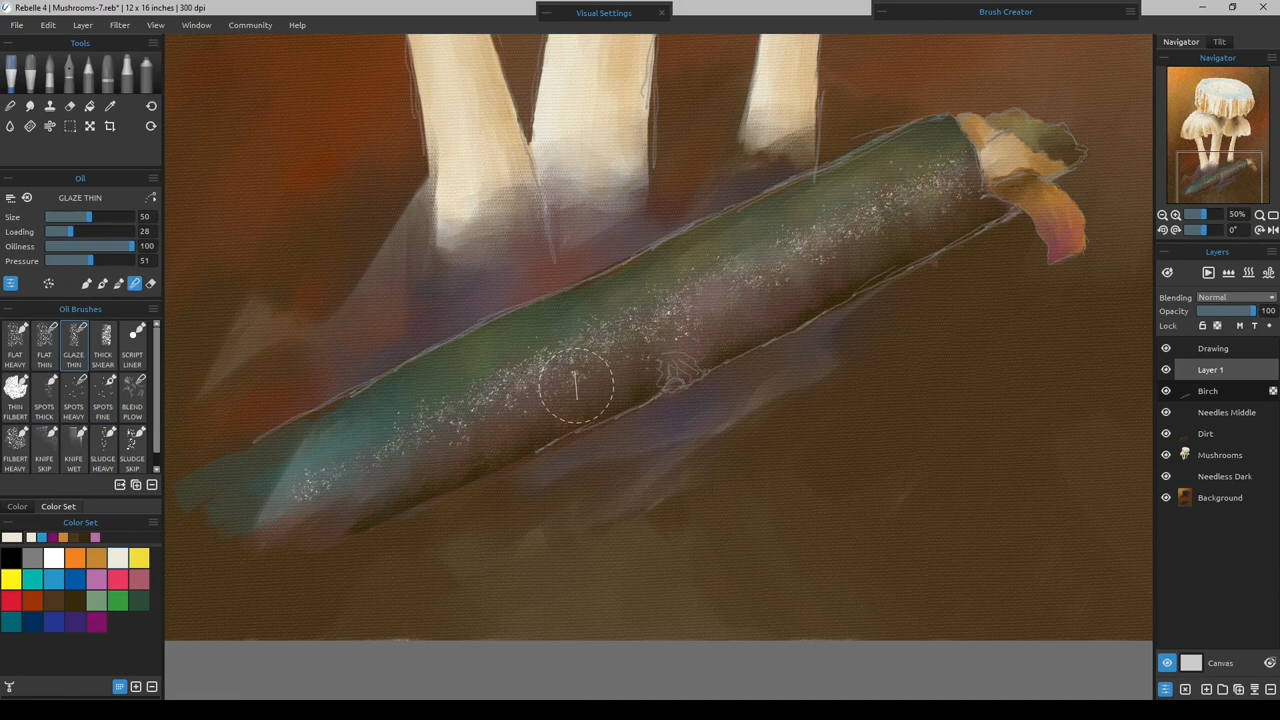 Rebelle 4 | Mushrooms-7.reb* | 12 x 16 inches | 300 dpi
Visual Settings
Brush Creator
File Edit Layer Filter View Window Community Help
Tools
Oil
GLAZE THIN
Size 50
Loading 28
Oiliness 100
Pressure 51
Oil Brushes
FLAT HEAVY
FLAT THIN
GLAZE THIN
THICK SMEAR
SCRIPT LINER
THIN FILBERT
SPOTS THICK
SPOTS HEAVY
SPOTS FINE
BLEND PLOW
FILBERT HEAVY
KNIFE SKIP
KNIFE WET
SLUDGE HEAVY
SLUDGE SKIP
Color Color Set
Color Set
Navigator Tilt
Navigator
50%
0°
Layers
Blending Normal
Opacity 100
Lock M T
Drawing
Layer 1
Birch
Needles Middle
Dirt
Mushrooms
Needless Dark
Background
Canvas